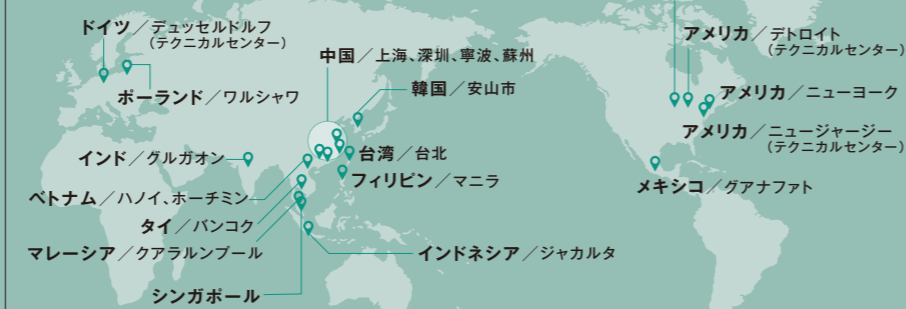 ドイツ／デュッセルドルフ
（テクニカルセンター）
ポーランド／ワルシャワ
中国／上海、深圳、寧波、蘇州
韓国／安山市
アメリカ／デトロイト
（テクニカルセンター）
アメリカ／ニューヨーク
アメリカ／ニュージャージー
（テクニカルセンター）
インド／グルガオン
台湾／台北
フィリピン／マニラ
メキシコ／グアナファト
ベトナム／ハノイ、ホーチミン
タイ／バンコク
マレーシア／クアラルンプール
インドネシア／ジャカルタ
シンガポール